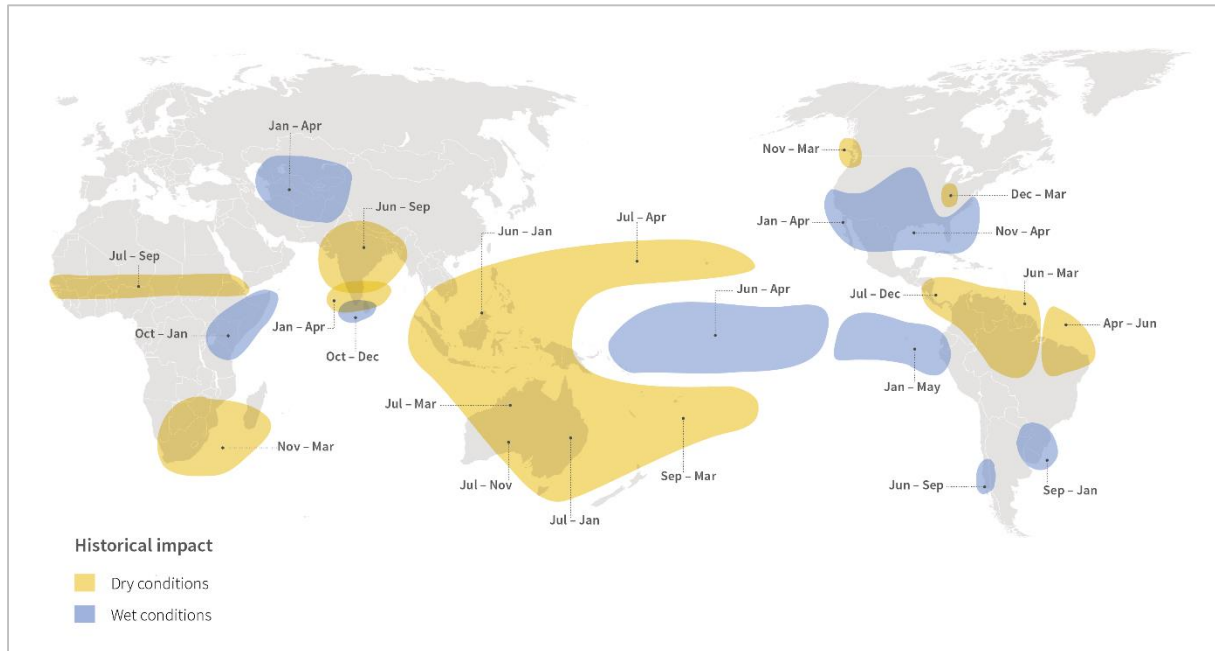 Jan – Apr
Nov – Mar
Dec – Mar
Jun – Sep
Jul – Apr
Jan – Apr
Jun – Jan
Nov – Apr
Jul – Sep
Jun – Mar
Jun – Apr
Jul – Dec
Apr – Jun
Oct – Jan
Jan – Apr
Oct – Dec
Jan – May
Jul – Mar
Nov – Mar
Jul – Nov
Sep – Mar
Jun – Sep
Sep – Jan
Jul – Jan
Historical impact
Dry conditions
Wet conditions